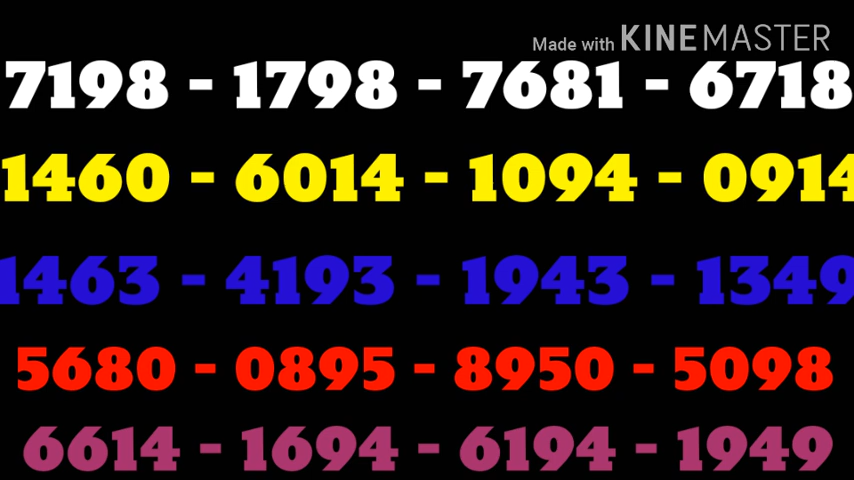 Made with KINEMASTER
7198 - 1798 - 7681 - 6718
1460 - 6014 - 1094 - 0914
1463 - 4193 - 1943 - 1349
5680 - 0895 - 8950 - 5098
6614 - 1694 - 6194 - 1949